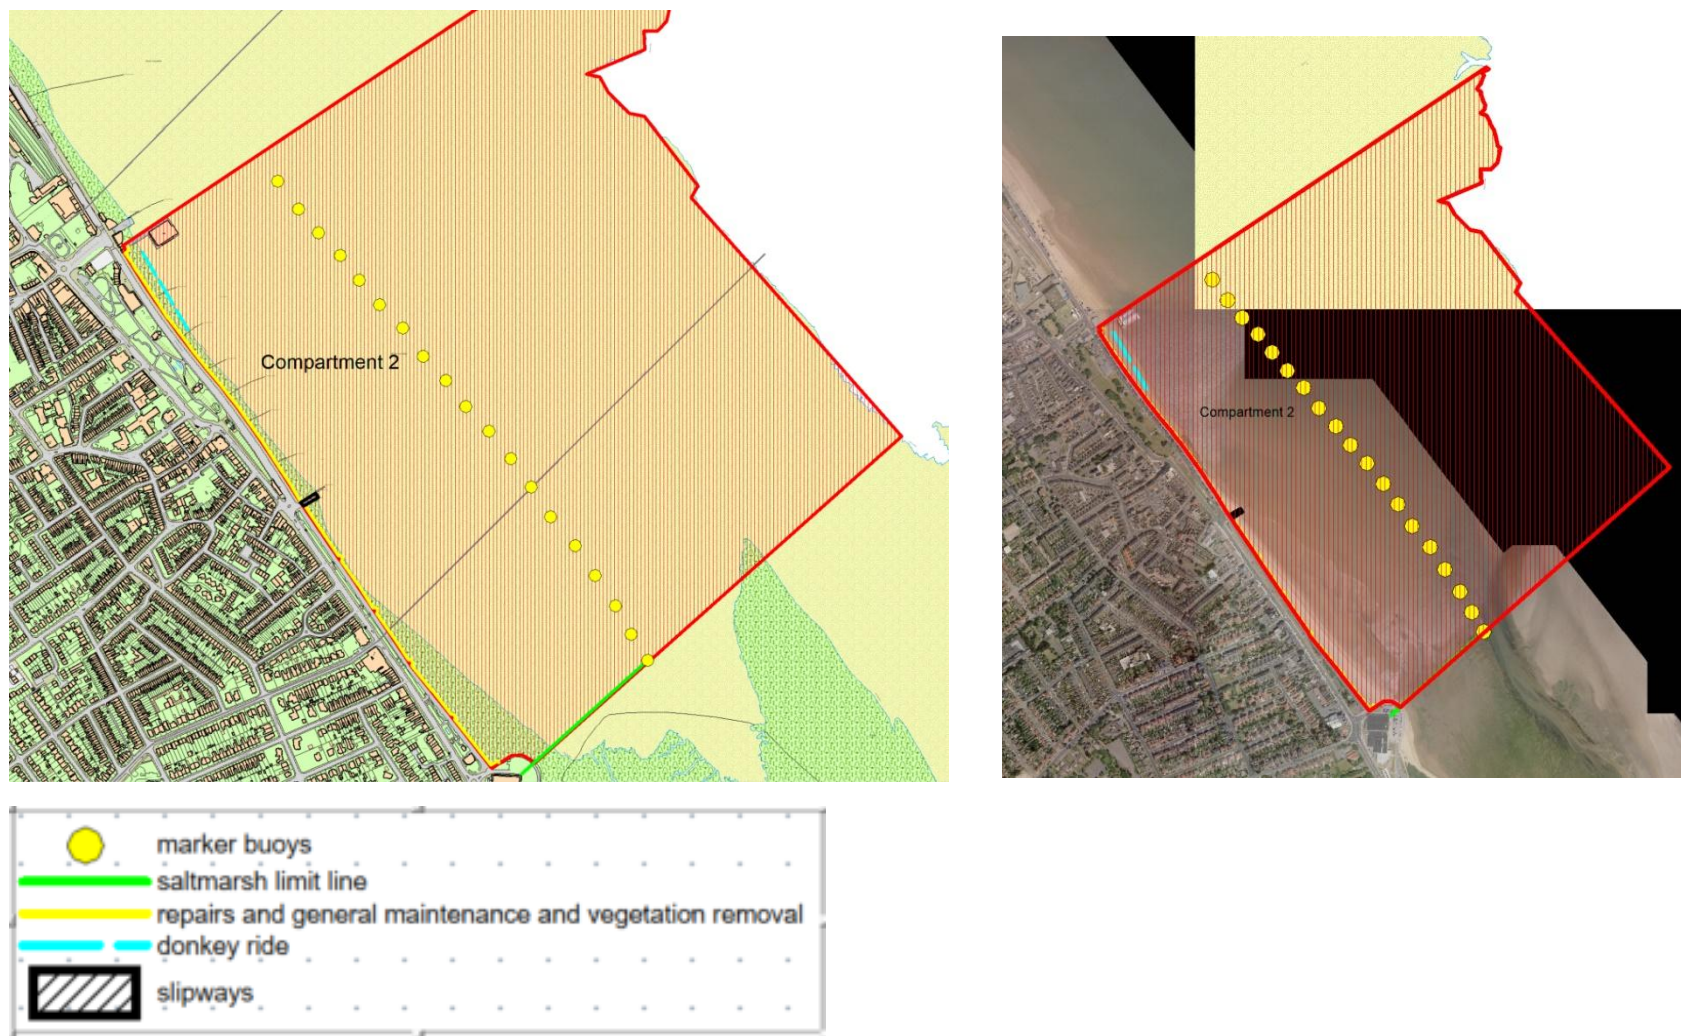 Compartment 2
Compartment 2
marker buoys
saltmarsh limit line
repairs and general maintenance and vegetation removal
donkey ride
slipways